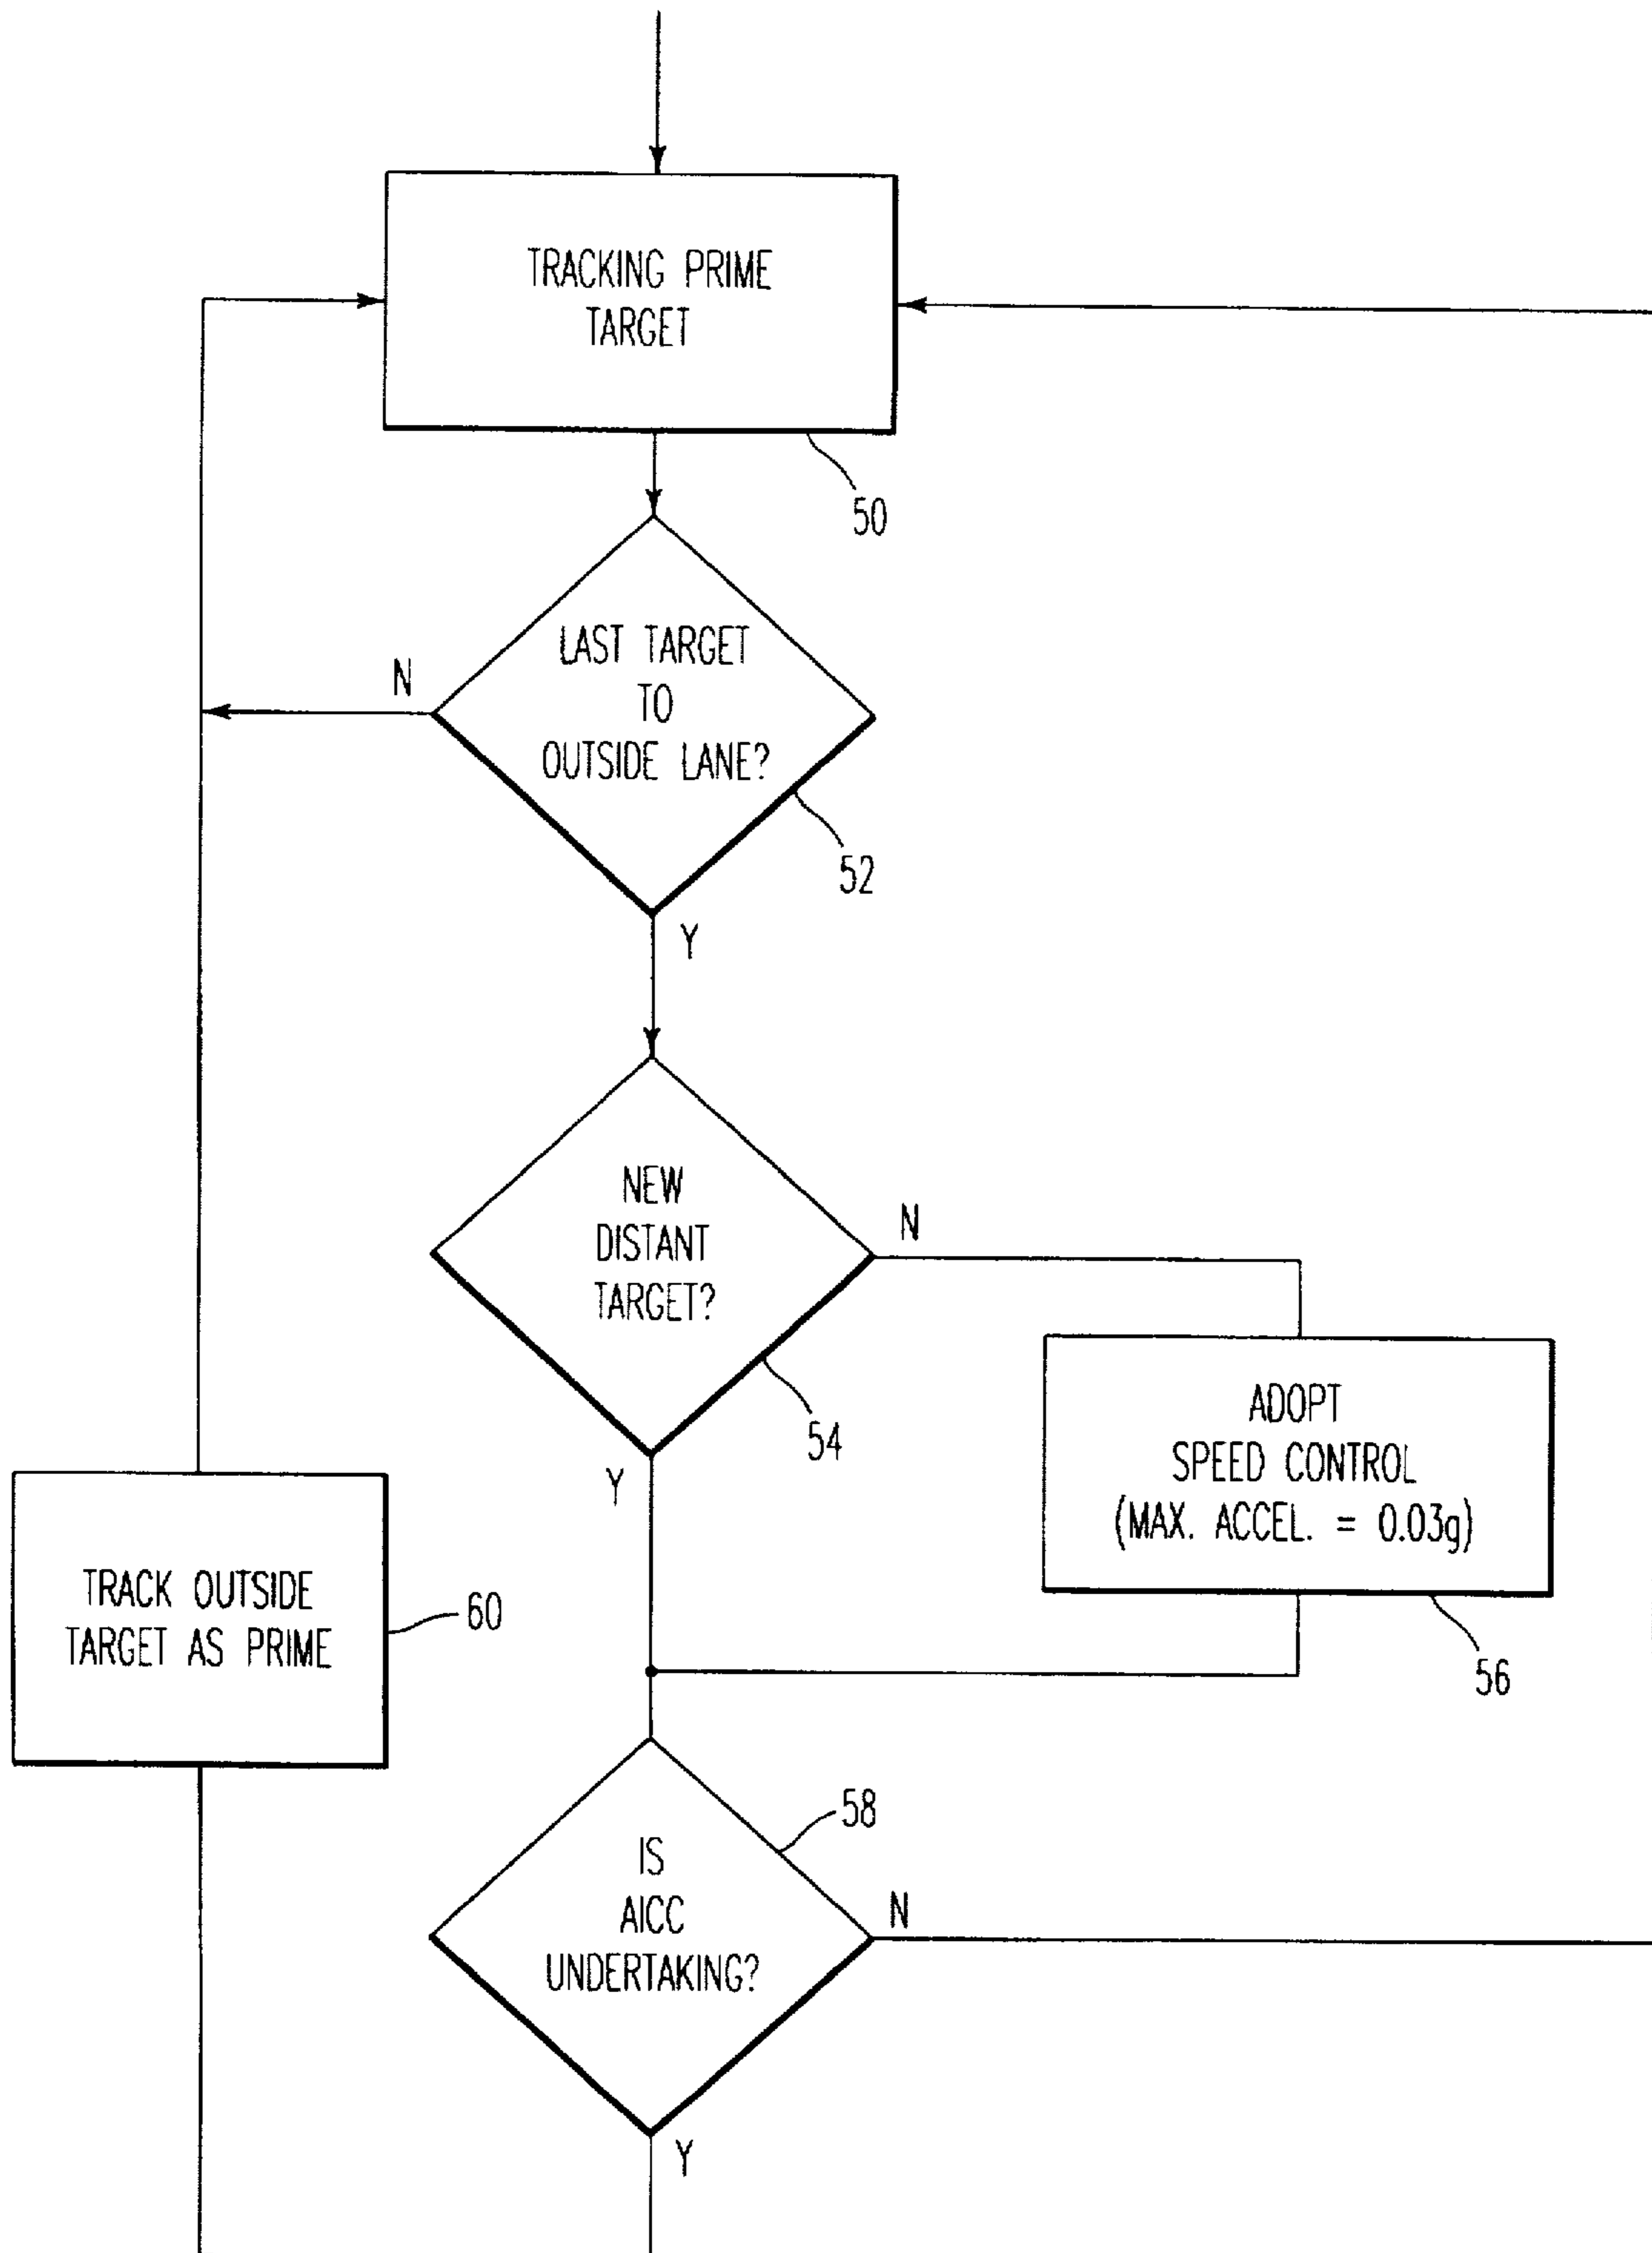 TRACKING PRIME
TARGET
50
LAST TARGET
TO
OUTSIDE LANE?
N
52
Y
NEW
DISTANT
TARGET?
N
54
Y
ADOPT
SPEED CONTROL
(MAX. ACCEL. = 0.03g)
56
TRACK OUTSIDE
TARGET AS PRIME
60
58
IS
AICC
UNDERTAKING?
N
Y